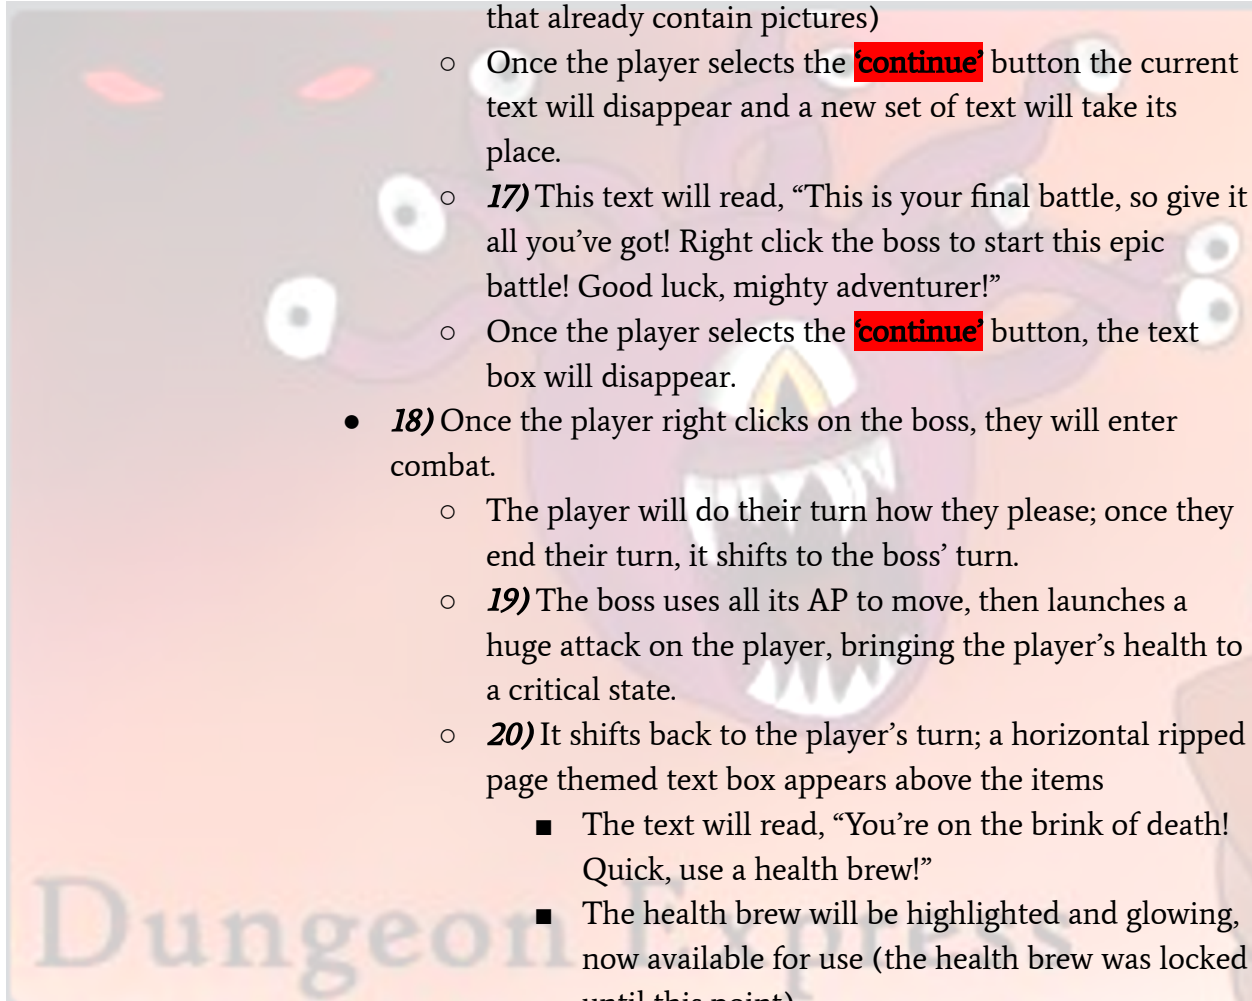 that already contain pictures)
○ Once the player selects the ‘continue’ button the current
text will disappear and a new set of text will take its
place.
○ 17) This text will read, “This is your final battle, so give it
all you’ve got! Right click the boss to start this epic
battle! Good luck, mighty adventurer!”
○ Once the player selects the ‘continue’ button, the text
box will disappear.
● 18) Once the player right clicks on the boss, they will enter
combat.
○ The player will do their turn how they please; once they
end their turn, it shifts to the boss’ turn.
○ 19) The boss uses all its AP to move, then launches a
huge attack on the player, bringing the player’s health to
a critical state.
○ 20) It shifts back to the player’s turn; a horizontal ripped
page themed text box appears above the items
■ The text will read, “You’re on the brink of death!
Quick, use a health brew!”
■ The health brew will be highlighted and glowing,
now available for use (the health brew was locked
until this point)
Dungeon Express